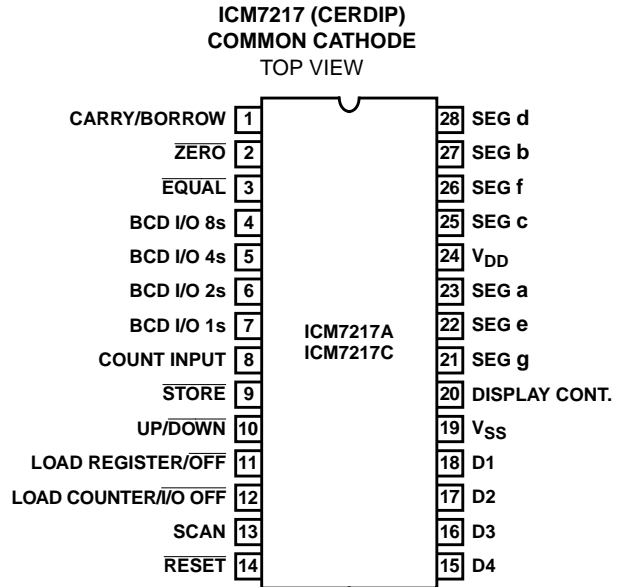 ICM7217 (CERDIP)
COMMON CATHODE
TOP VIEW
CARRY/BORROW 1
ZERO 2
EQUAL 3
BCD I/O 8s 4
BCD I/O 4s 5
BCD I/O 2s 6
BCD I/O 1s 7
COUNT INPUT 8
STORE 9
UP/DOWN 10
LOAD REGISTER/OFF 11
LOAD COUNTER/I/O OFF 12
SCAN 13
RESET 14
ICM7217A
ICM7217C
28 SEG d
27 SEG b
26 SEG f
25 SEG c
24 VDD
23 SEG a
22 SEG e
21 SEG g
20 DISPLAY CONT.
19 VSS
18 D1
17 D2
16 D3
15 D4